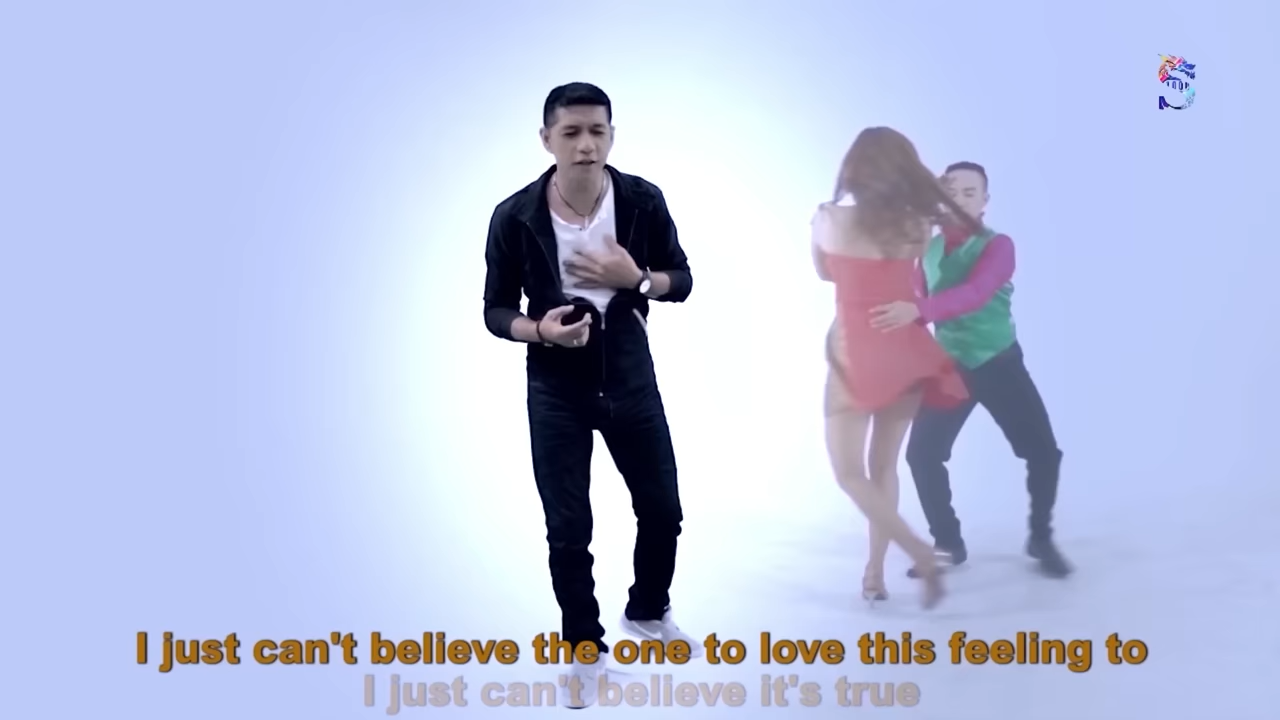 I just can't believe the one to love this feeling to
I just can't believe it's true